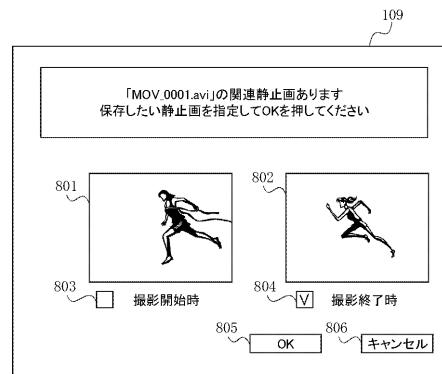 109
「MOV_0001.avi」の関連静止画あります
保存したい静止画を指定してOKを押してください
801
802
803
撮影開始時
804
V
撮影終了時
805
OK
806
キャンセル